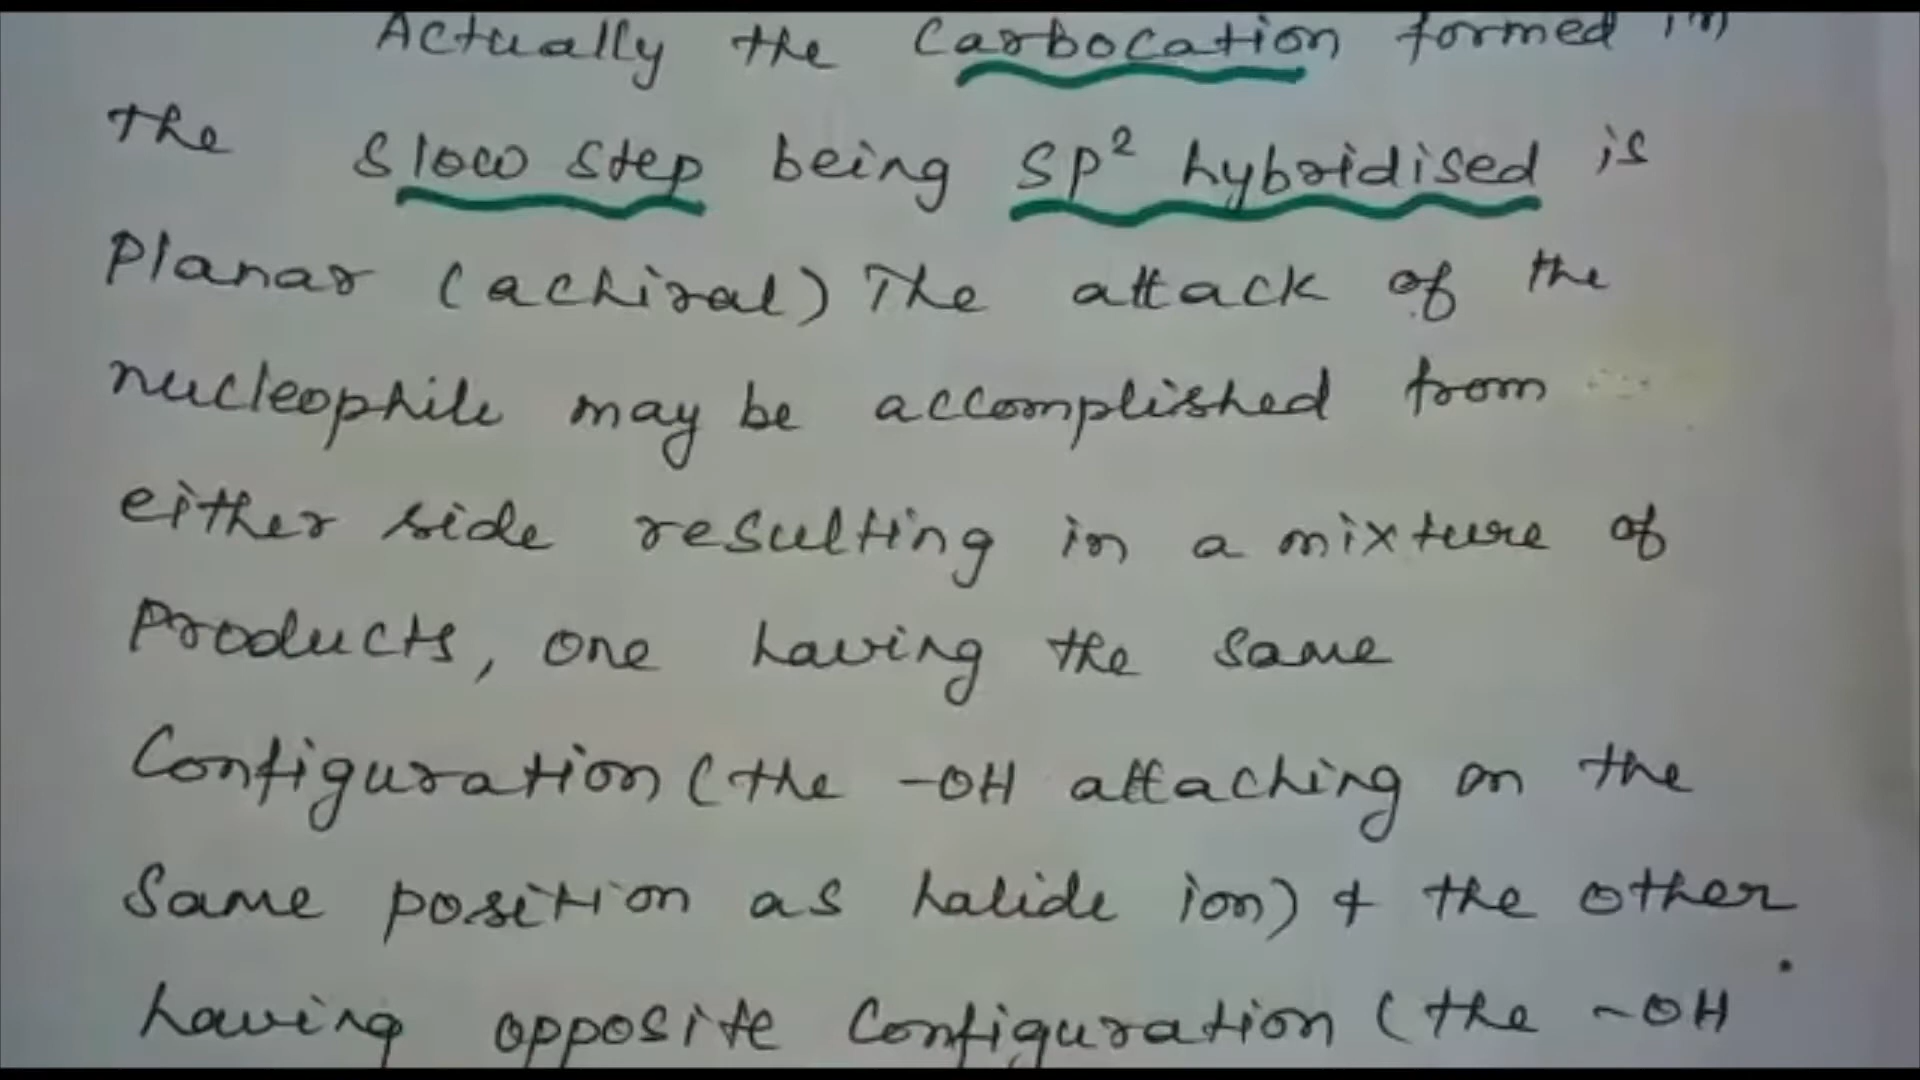 Actually the Carbocation formed in
the slow step being SP² hybridised is
Planar (achiral) The attack of the
nucleophile may be accomplished from
either side resulting in a mixture of
Products, one having the same
Configuration (the -OH attaching on the
Same position as halide ion) & the other
having opposite Configuration (the -OH